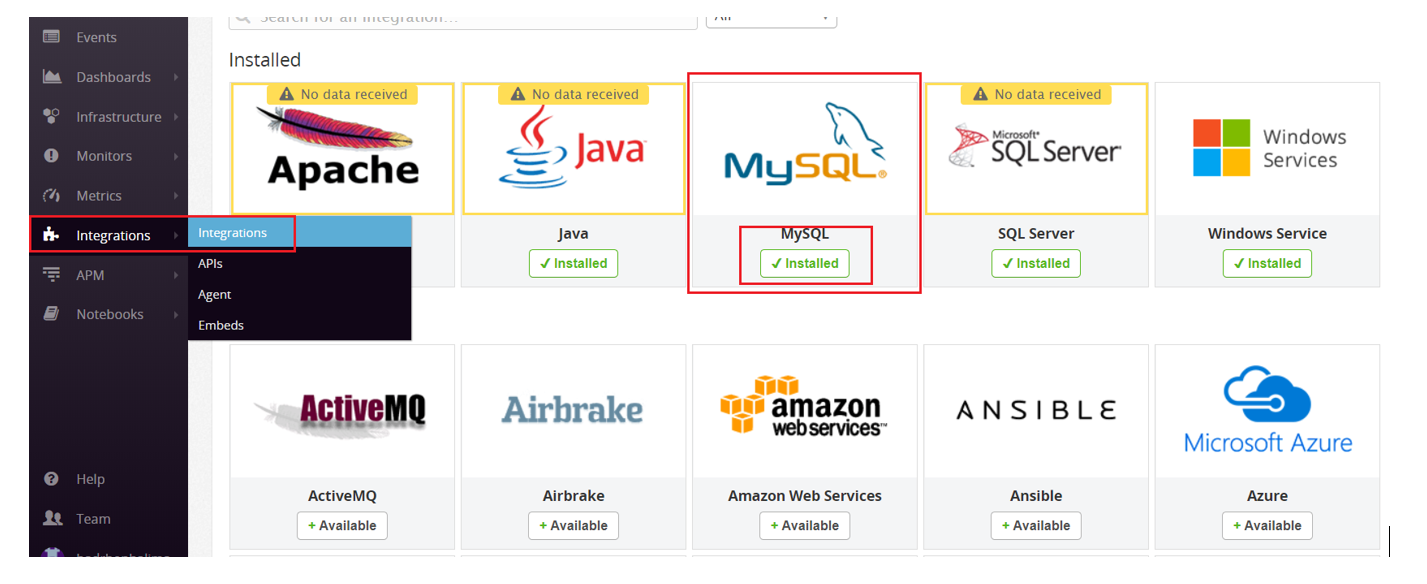 Events
Dashboards
Infrastructure
Monitors
Metrics
Integrations
APM
Notebooks
Help
Team
Integrations
APIs
Agent
Embeds
Search for an integration...
All
Installed
No data received
Apache
No data received
Java
Java
✓ Installed
MySQL®
MySQL
✓ Installed
No data received
Microsoft®
SQL Server®
SQL Server
✓ Installed
Windows
Services
Windows Service
✓ Installed
ActiveMQ
ActiveMQ
+ Available
Airbrake
Airbrake
+ Available
amazon
web services™
Amazon Web Services
+ Available
ANSIBLE
Ansible
+ Available
Microsoft Azure
Azure
+ Available